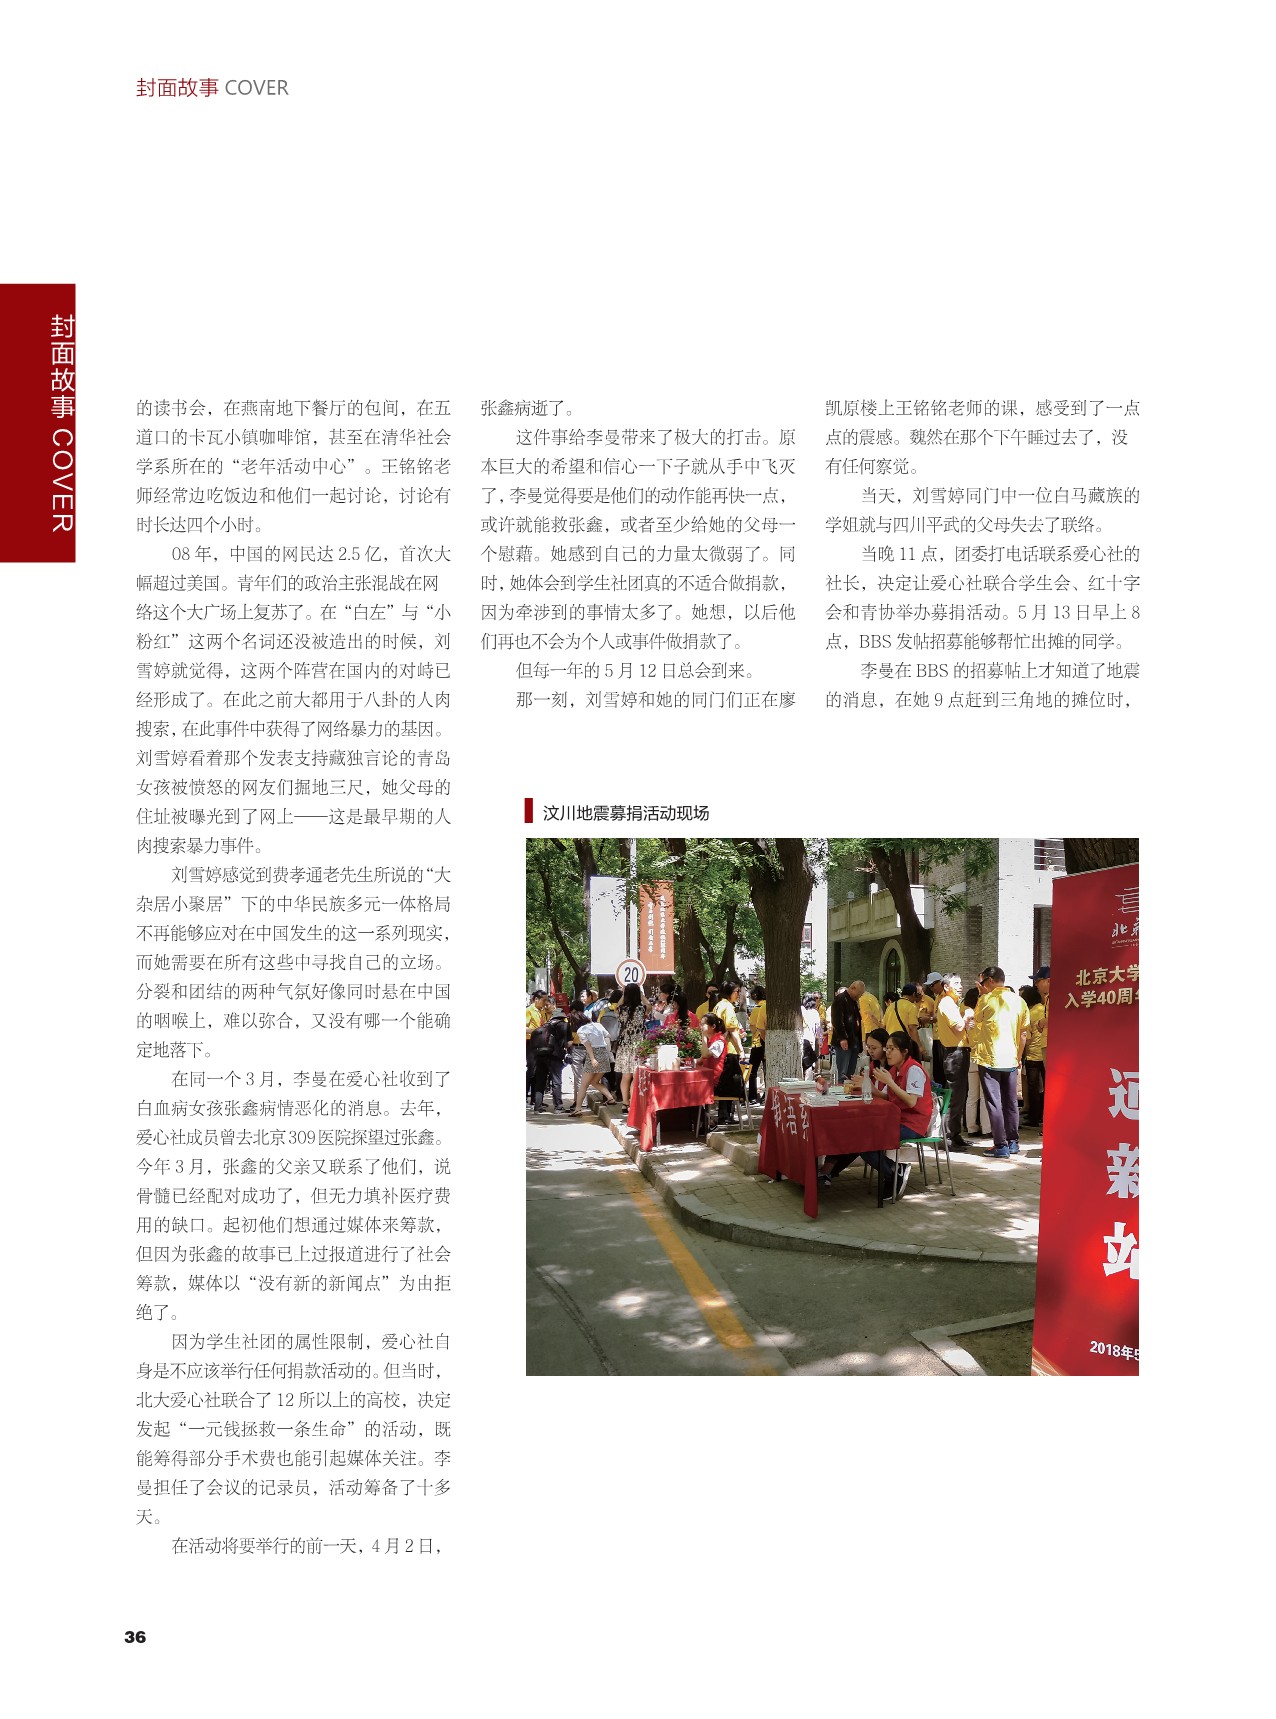 封面故事 COVER
封面故事 COVER
的读书会，在燕南地下餐厅的包间，在五
道口的卡瓦小镇咖啡馆，甚至在清华社会
学系所在的“老年活动中心”。王铭铭老
师经常边吃饭边和他们一起讨论，讨论有
时长达四个小时。
08 年，中国的网民达 2.5 亿，首次大
幅超过美国。青年们的政治主张混战在网
络这个大广场上复苏了。在“白左”与“小
粉红”这两个名词还没被造出的时候，刘
雪婷就觉得，这两个阵营在国内的对峙已
经形成了。在此之前大都用于八卦的人肉
搜索，在此事件中获得了网络暴力的基因。
刘雪婷看着那个发表支持藏独言论的青岛
女孩被愤怒的网友们掘地三尺，她父母的
住址被曝光到了网上——这是最早期的人
肉搜索暴力事件。
刘雪婷感觉到费孝通老先生所说的“大
杂居小聚居”下的中华民族多元一体格局
不再能够应对在中国发生的这一系列现实，
而她需要在所有这些中寻找自己的立场。
分裂和团结的两种气氛好像同时悬在中国
的咽喉上，难以弥合，又没有哪一个能确
定地落下。
在同一个 3 月，李曼在爱心社收到了
白血病女孩张鑫病情恶化的消息。去年，
爱心社成员曾去北京309医院探望过张鑫。
今年 3 月，张鑫的父亲又联系了他们，说
骨髓已经配对成功了，但无力填补医疗费
用的缺口。起初他们想通过媒体来筹款，
但因为张鑫的故事已上过报道进行了社会
筹款，媒体以“没有新的新闻点”为由拒
绝了。
因为学生社团的属性限制，爱心社自
身是不应该举行任何捐款活动的。但当时，
北大爱心社联合了 12 所以上的高校，决定
发起“一元钱拯救一条生命”的活动，既
能筹得部分手术费也能引起媒体关注。李
曼担任了会议的记录员，活动筹备了十多
天。
在活动将要举行的前一天，4 月 2 日，
张鑫病逝了。
这件事给李曼带来了极大的打击。原
本巨大的希望和信心一下子就从手中飞灭
了，李曼觉得要是他们的动作能再快一点，
或许就能救张鑫，或者至少给她的父母一
个慰藉。她感到自己的力量太微弱了。同
时，她体会到学生社团真的不适合做捐款，
因为牵涉到的事情太多了。她想，以后他
们再也不会为个人或事件做捐款了。
但每一年的 5 月 12 日总会到来。
那一刻，刘雪婷和她的同门们正在廖
凯原楼上王铭铭老师的课，感受到了一点
点的震感。魏然在那个下午睡过去了，没
有任何察觉。
当天，刘雪婷同门中一位白马藏族的
学姐就与四川平武的父母失去了联络。
当晚 11 点，团委打电话联系爱心社的
社长，决定让爱心社联合学生会、红十字
会和青协举办募捐活动。5 月 13 日早上 8
点，BBS 发帖招募能够帮忙出摊的同学。
李曼在 BBS 的招募帖上才知道了地震
的消息，在她 9 点赶到三角地的摊位时，
汶川地震募捐活动现场
20
北京大学
入学40周
迎
新
站
2018年5
36